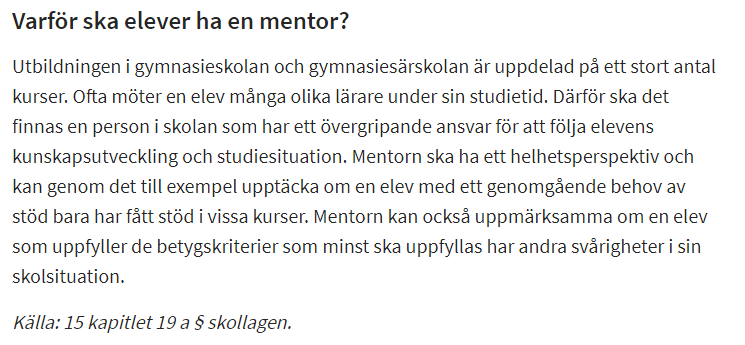 Varför ska elever ha en mentor?
Utbildningen i gymnasieskolan och gymnasiesärskolan är uppdelad på ett stort antal
kurser. Ofta möter en elev många olika lärare under sin studietid. Därför ska det
finnas en person i skolan som har ett övergripande ansvar för att följa elevens
kunskapsutveckling och studiesituation. Mentorn ska ha ett helhetsperspektiv och
kan genom det till exempel upptäcka om en elev med ett genomgående behov av
stöd bara har fått stöd i vissa kurser. Mentorn kan också uppmärksamma om en elev
som uppfyller de betygskriterier som minst ska uppfyllas har andra svårigheter i sin
skolsituation.
Källa: 15 kapitlet 19 a § skollagen.